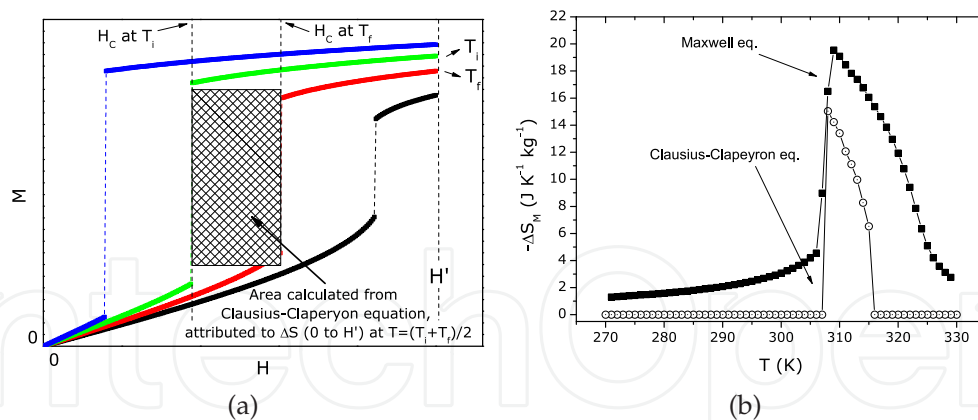 H_C at T_i
H_C at T_f
T_i
T_f
M
H'
Area calculated from
Clausius-Claperyon equation,
attributed to ΔS (0 to H') at T=(T_i+T_f)/2
0
0
H
(a)
22
20
18
16
14
12
10
8
6
4
2
0
-ΔS_M (J K⁻¹ kg⁻¹)
Maxwell eq.
Clausius-Clapeyron eq.
270 280 290 300 310 320 330
T (K)
(b)
ntechopen